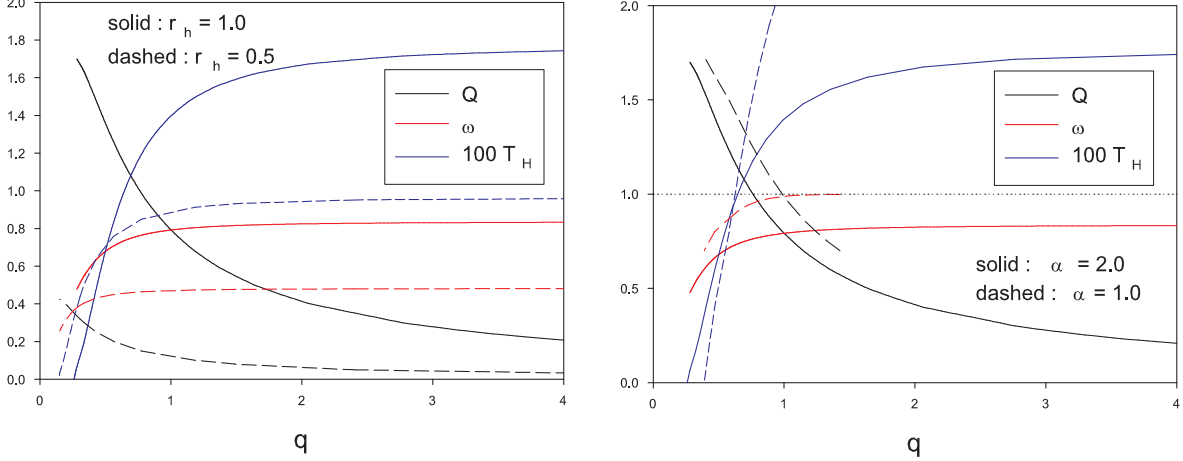 solid : r h = 1.0
dashed : r h = 0.5
Q
ω
100 T H
2.0
1.8
1.6
1.4
1.2
1.0
0.8
0.6
0.4
0.2
0.0
0
1
2
3
4
q
Q
ω
100 T H
solid : α = 2.0
dashed : α = 1.0
2.0
1.5
1.0
0.5
0.0
0
1
2
3
4
q